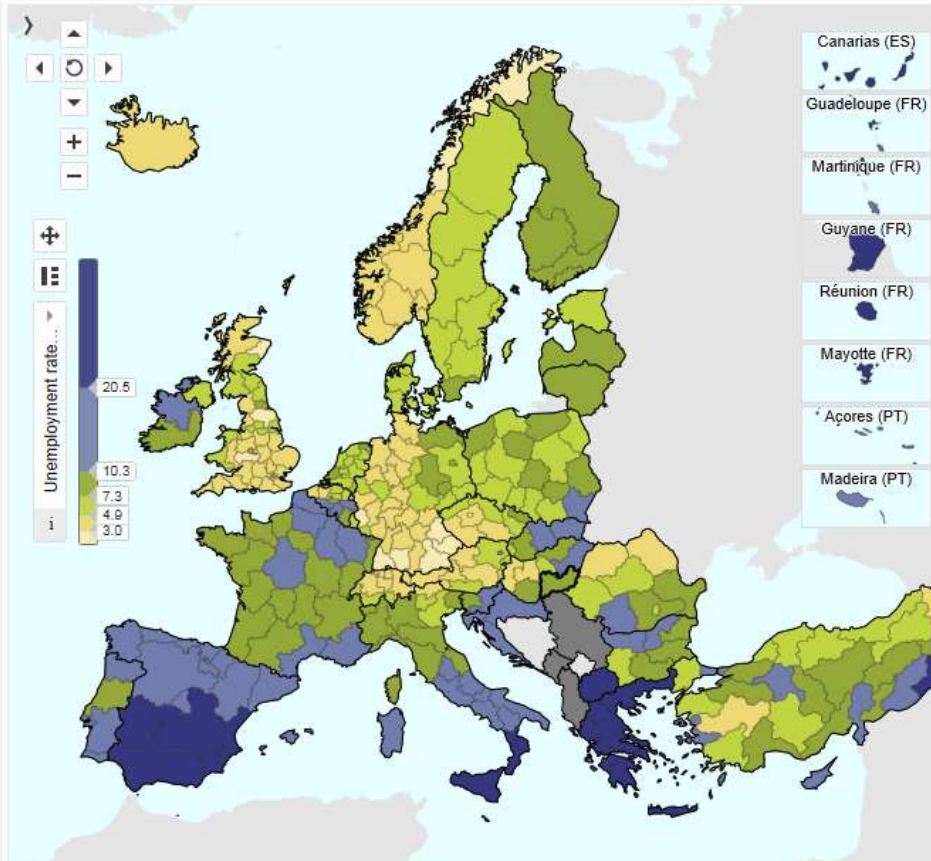 Canarias (ES)
Guadeloupe (FR)
Martinique (FR)
Guyane (FR)
Réunion (FR)
Mayotte (FR)
Açores (PT)
Madeira (PT)
Unemployment rate...
i
20.5
10.3
7.3
4.9
3.0